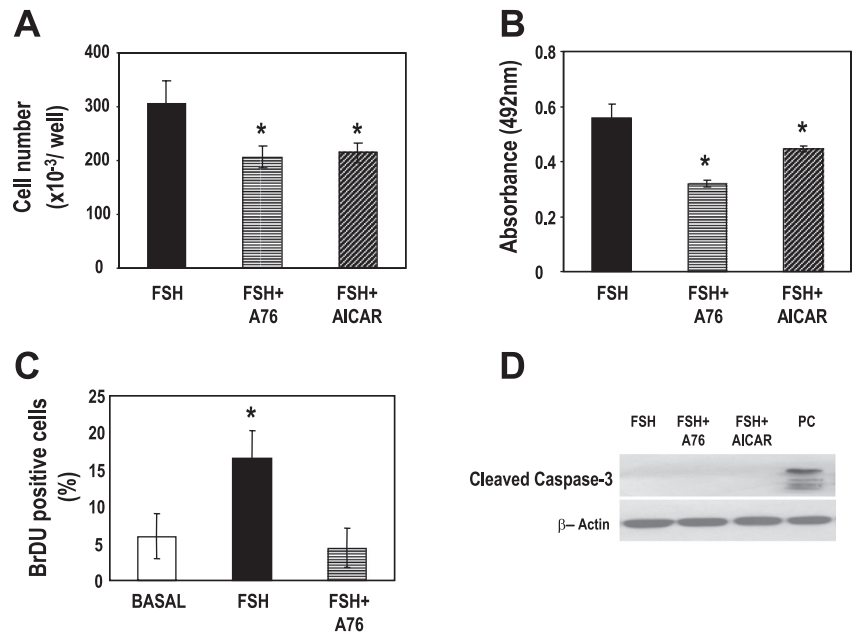 A
Cell number
(x10-3/ well)
400
300
200
100
0
*
*
FSH
FSH+
A76
FSH+
AICAR
B
Absorbance (492nm)
0.8
0.6
0.4
0.2
0
*
*
FSH
FSH+
A76
FSH+
AICAR
C
BrDU positive cells
(%)
25
20
15
10
5
0
*
BASAL
FSH
FSH+
A76
D
FSH
FSH+
A76
FSH+
AICAR
PC
Cleaved Caspase-3
β– Actin